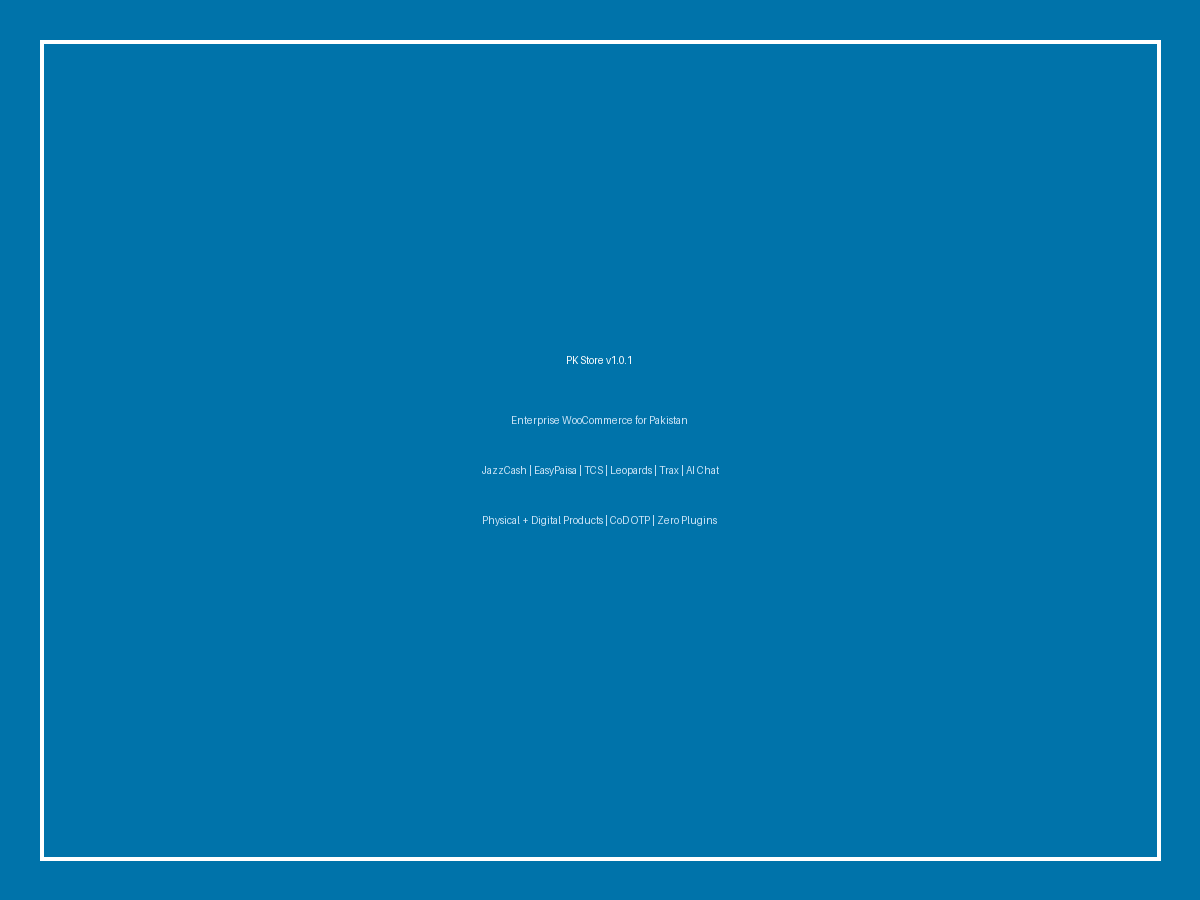 PK Store v1.0.1
Enterprise WooCommerce for Pakistan
JazzCash | EasyPaisa | TCS | Leopards | Trax | AI Chat
Physical + Digital Products | CoD OTP | Zero Plugins